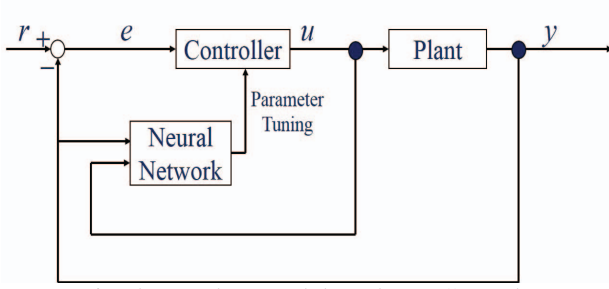 r + e Controller u Plant y
−
Parameter
Tuning
Neural
Network